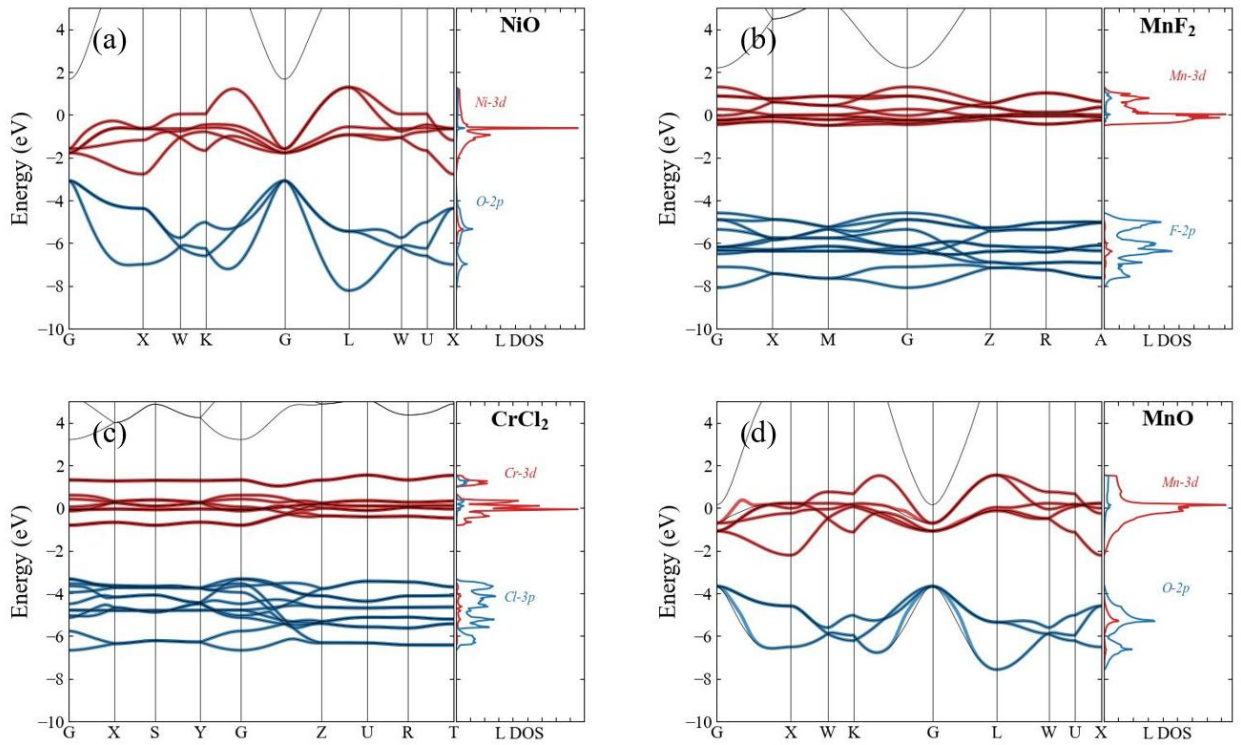 (a)
NiO
Energy (eV)
4
2
0
−2
−4
−6
−8
−10
Ni-3d
O-2p
G X W K G L W U X
L DOS
(b)
MnF2
Energy (eV)
4
2
0
−2
−4
−6
−8
−10
Mn-3d
F-2p
G X M G Z R A
L DOS
(c)
CrCl2
Energy (eV)
4
2
0
−2
−4
−6
−8
−10
Cr-3d
Cl-3p
G X S Y G Z U R T
L DOS
(d)
MnO
Energy (eV)
4
2
0
−2
−4
−6
−8
−10
Mn-3d
O-2p
G X W K G L W U X
L DOS